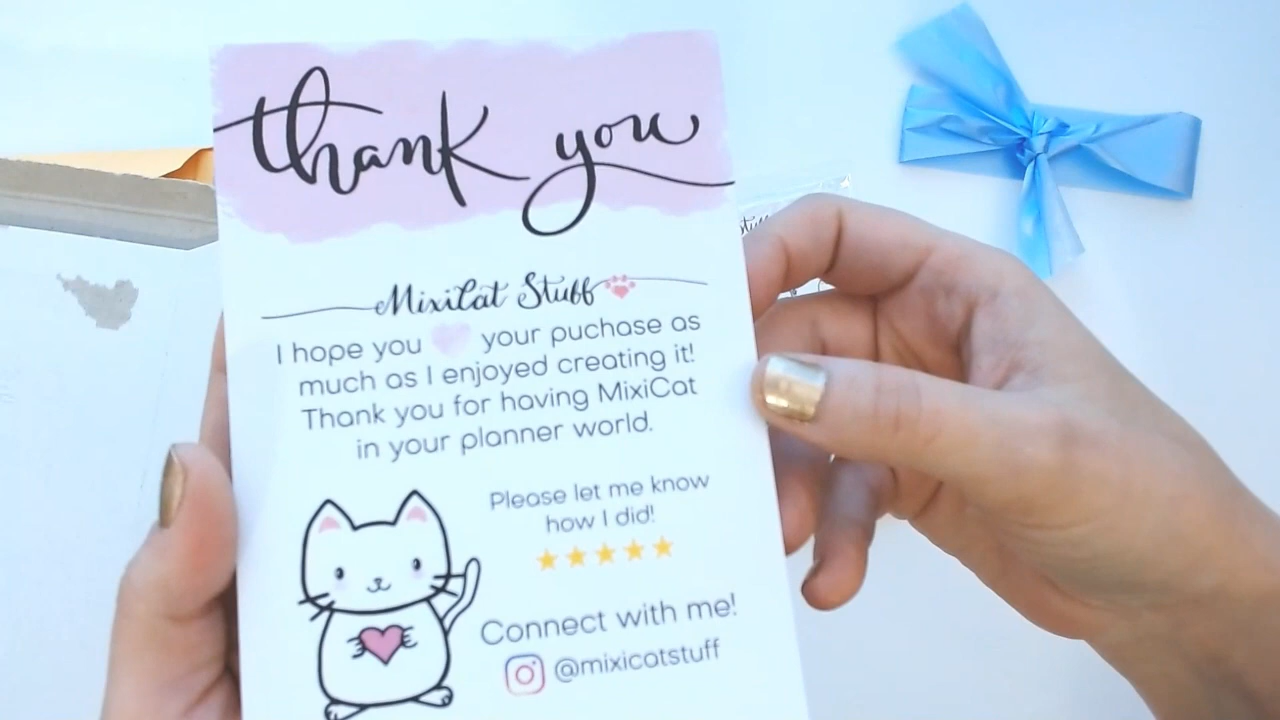 thank you
MixiCat Stuff
I hope you your puchase as
much as I enjoyed creating it!
Thank you for having MixiCat
in your planner world.
Please let me know
how I did!
Connect with me!
@mixicatstuff